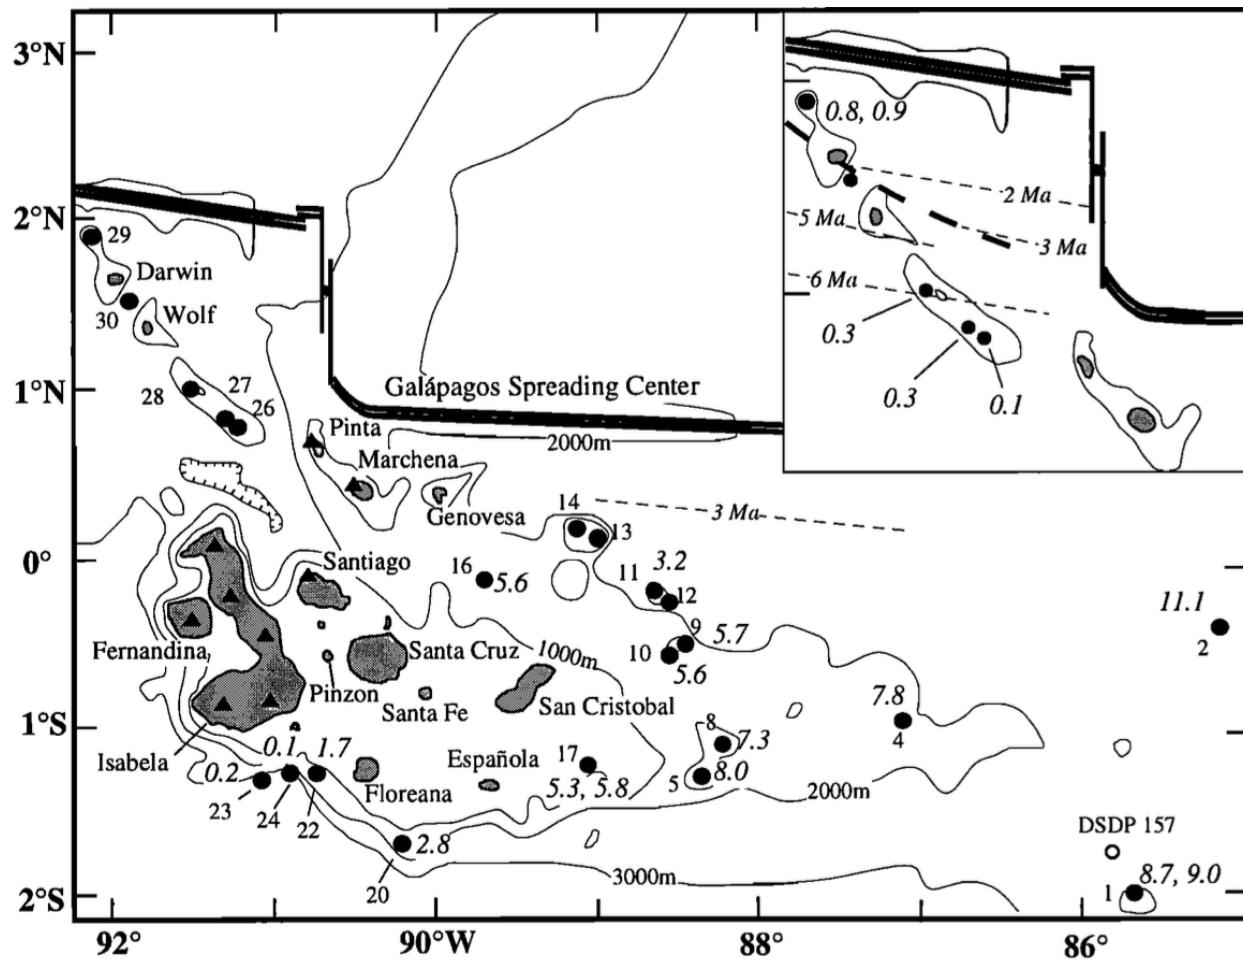 3°N
2°N
1°N
0°
1°S
2°S
92°
90°W
88°
86°
29
Darwin
30
Wolf
28
27
26
Galápagos Spreading Center
2000m
Pinta
Marchena
Genovesa
3 Ma
14
13
16
5.6
11
3.2
12
9
5.7
10
5.6
11.1
2
Santiago
Fernandina
Santa Cruz
1000m
Pinzon
Santa Fe
San Cristobal
Isabela
7.8
4
8
7.3
5
8.0
17
5.3, 5.8
Española
Floreana
0.2
0.1
1.7
23
24
22
2.8
20
2000m
3000m
DSDP 157
8.7, 9.0
1
0.8, 0.9
2 Ma
5 Ma
3 Ma
6 Ma
0.3
0.3
0.1